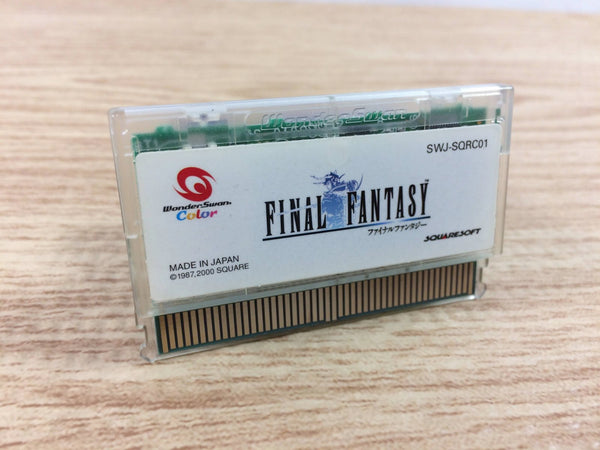 WonderSwan
SWJ-SQRC01
WonderSwan
Color
FINAL FANTASY
ファイナルファンタジー
SQUARESOFT
MADE IN JAPAN
©1987,2000 SQUARE